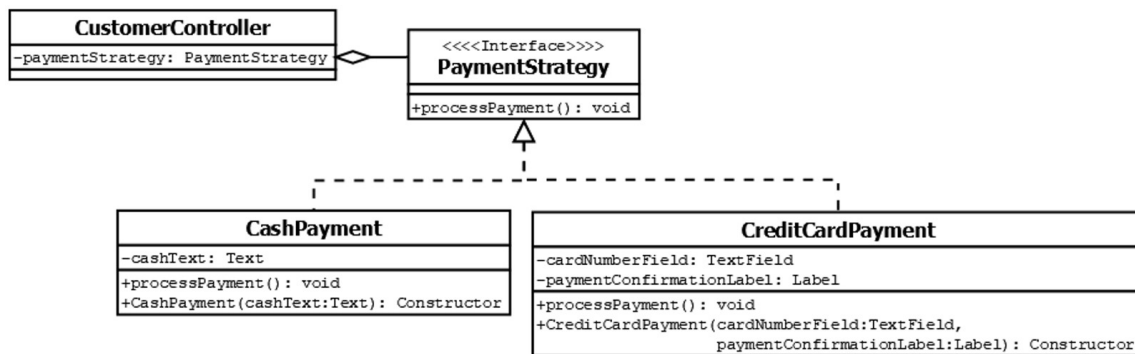 CustomerController
-paymentStrategy: PaymentStrategy
<<<<Interface>>>>
PaymentStrategy
+processPayment(): void
CashPayment
-cashText: Text
+processPayment(): void
+CashPayment(cashText:Text): Constructor
CreditCardPayment
-cardNumberField: TextField
-paymentConfirmationLabel: Label
+processPayment(): void
+CreditCardPayment(cardNumberField:TextField,
paymentConfirmationLabel:Label): Constructor